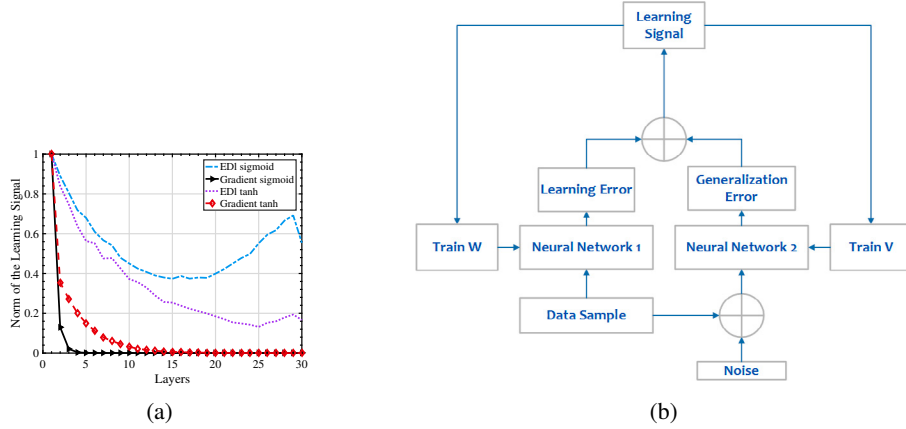 Norm of the Learning Signal
1
0.8
0.6
0.4
0.2
0
EDl sigmoid
Gradient sigmoid
EDl tanh
Gradient tanh
0 5 10 15 20 25 30
Layers
(a)
Learning
Signal
Learning Error
Generalization
Error
Train W
Neural Network 1
Neural Network 2
Train V
Data Sample
Noise
(b)